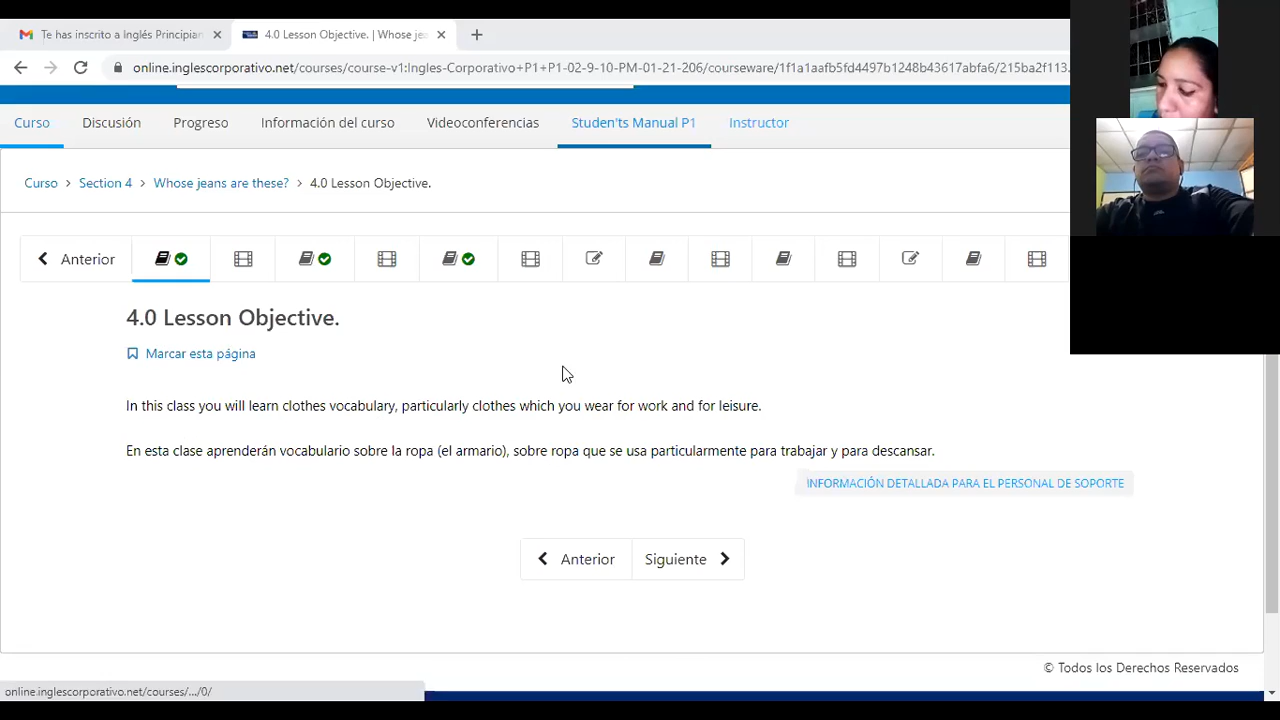 Te has inscrito a Inglés Principian
4.0 Lesson Objective. | Whose je
online.inglescorporativo.net/courses/course-v1:Ingles-Corporativo+P1+P1-02-9-10-PM-01-21-206/courseware/1f1a1aafb5fd4497b1248b43617abfa6/215ba2f113...
Curso Discusión Progreso Información del curso Videoconferencias Studen'ts Manual P1 Instructor
Curso > Section 4 > Whose jeans are these? > 4.0 Lesson Objective.
Anterior
4.0 Lesson Objective.
Marcar esta página
In this class you will learn clothes vocabulary, particularly clothes which you wear for work and for leisure.
En esta clase aprenderán vocabulario sobre la ropa (el armario), sobre ropa que se usa particularmente para trabajar y para descansar.
INFORMACIÓN DETALLADA PARA EL PERSONAL DE SOPORTE
Anterior Siguiente
© Todos los Derechos Reservados
online.inglescorporativo.net/courses/.../0/